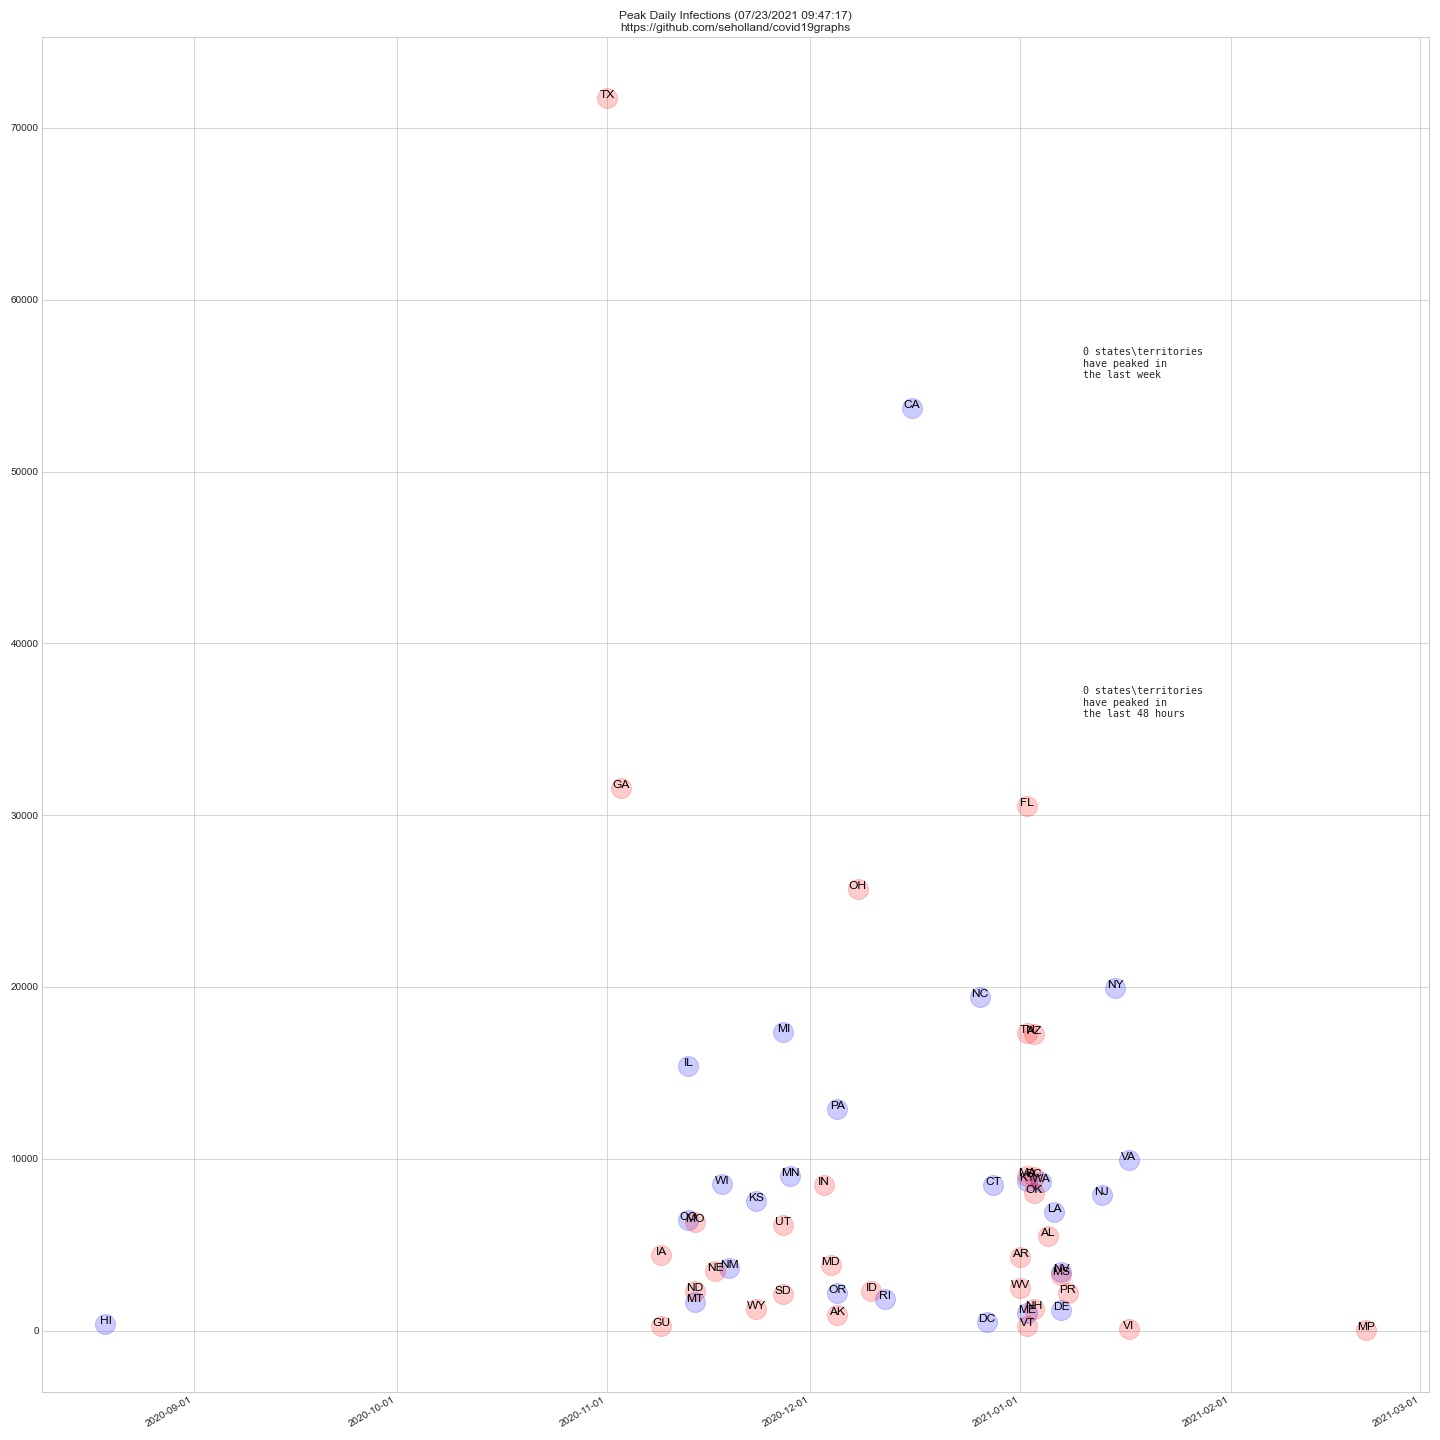 Peak Daily Infections (07/23/2021 09:47:17)
https://github.com/seholland/covid19graphs
TX
70000
60000
0 states\territories
have peaked in
the last week
CA
50000
40000
0 states\territories
have peaked in
the last 48 hours
GA
FL
30000
OH
20000
NC
NY
MI
TN
AZ
IL
PA
10000
VA
MN
WI
IN
KS
CT
MA
SC
KY
WA
OK
NJ
LA
CO
MO
UT
AL
IA
AR
MD
NE
NM
NV
MS
ND
MT
SD
OR
ID
RI
WV
PR
WY
AK
ME
NH
DE
HI
GU
DC
VT
VI
MP
0
2020-09-01
2020-10-01
2020-11-01
2020-12-01
2021-01-01
2021-02-01
2021-03-01